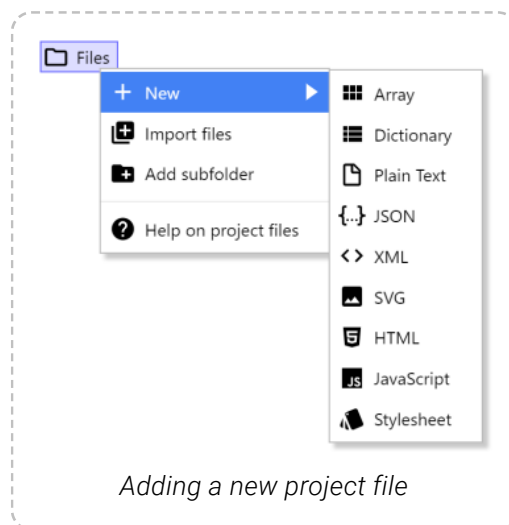 Files
New
Import files
Add subfolder
Help on project files
Array
Dictionary
Plain Text
{...} JSON
XML
SVG
HTML
JS JavaScript
Stylesheet
Adding a new project file